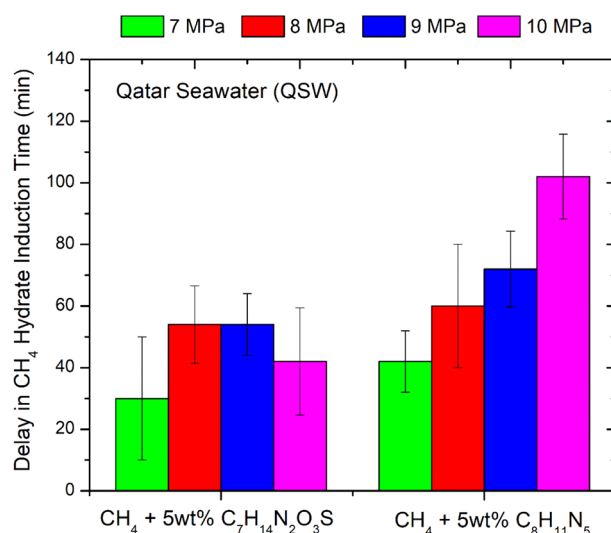 7 MPa 8 MPa 9 MPa 10 MPa
Qatar Seawater (QSW)
Delay in CH₄ Hydrate Induction Time (min)
140
120
100
80
60
40
20
0
CH₄ + 5wt% C₇H₁₄N₂O₃S CH₄ + 5wt% C₈H₁₁N₅